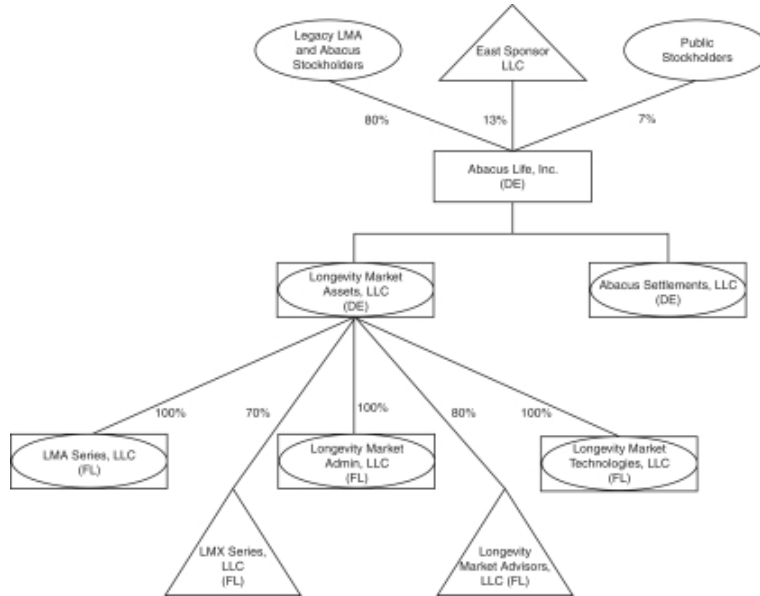 Legacy LMA
and Abacus
Stockholders
East Sponsor
LLC
Public
Stockholders
80%
13%
7%
Abacus Life, Inc.
(DE)
Longevity Market
Assets, LLC
(DE)
Abacus Settlements, LLC
(DE)
100%
70%
100%
80%
100%
LMA Series, LLC
(FL)
Longevity Market
Admin, LLC
(FL)
Longevity Market
Technologies, LLC
(FL)
LMX Series,
LLC
(FL)
Longevity
Market Advisors,
LLC (FL)